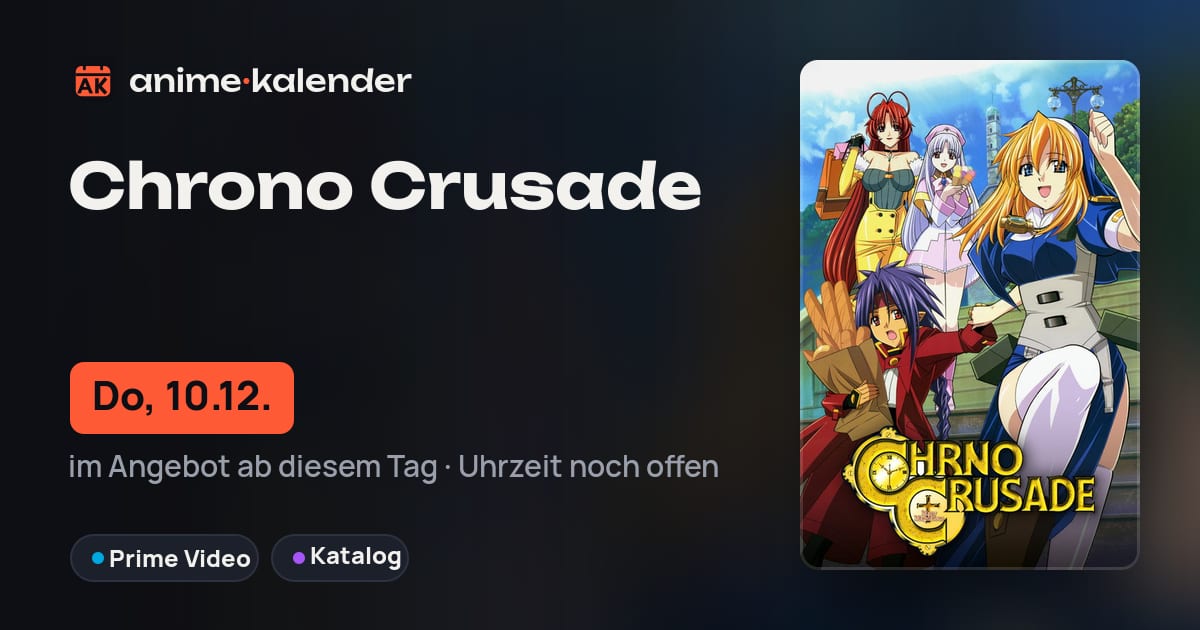 AK anime·kalender
Chrono Crusade
Do, 10.12.
im Angebot ab diesem Tag · Uhrzeit noch offen
Prime Video
Katalog
CHRNO
CRUSADE